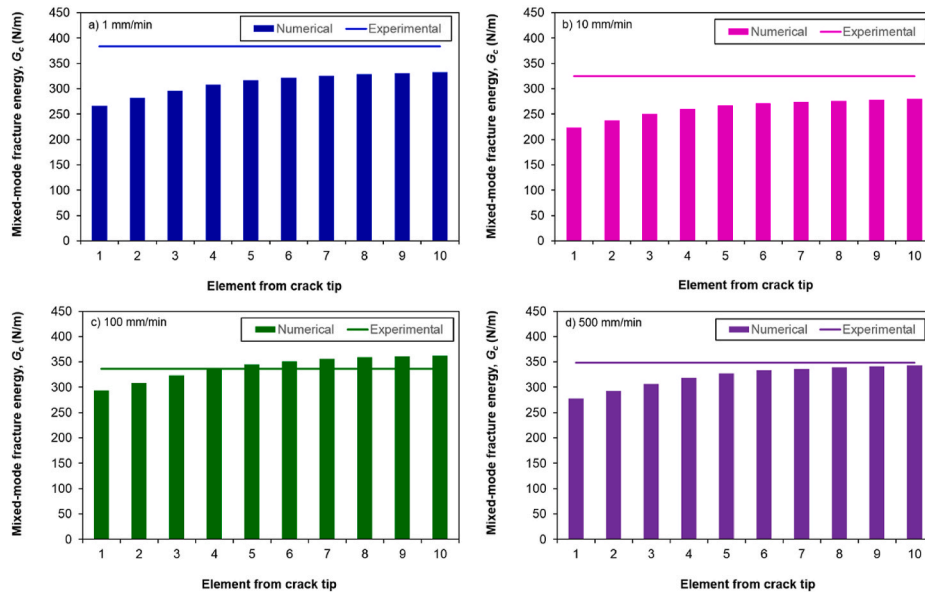 a) 1 mm/min
Numerical Experimental
Mixed-mode fracture energy, Gc (N/m)
450
400
350
300
250
200
150
100
50
0
1 2 3 4 5 6 7 8 9 10
Element from crack tip
b) 10 mm/min
Numerical Experimental
Mixed-mode fracture energy, Gc (N/m)
450
400
350
300
250
200
150
100
50
0
1 2 3 4 5 6 7 8 9 10
Element from crack tip
c) 100 mm/min
Numerical Experimental
Mixed-mode fracture energy, Gc (N/m)
450
400
350
300
250
200
150
100
50
0
1 2 3 4 5 6 7 8 9 10
Element from crack tip
d) 500 mm/min
Numerical Experimental
Mixed-mode fracture energy, Gc (N/m)
450
400
350
300
250
200
150
100
50
0
1 2 3 4 5 6 7 8 9 10
Element from crack tip